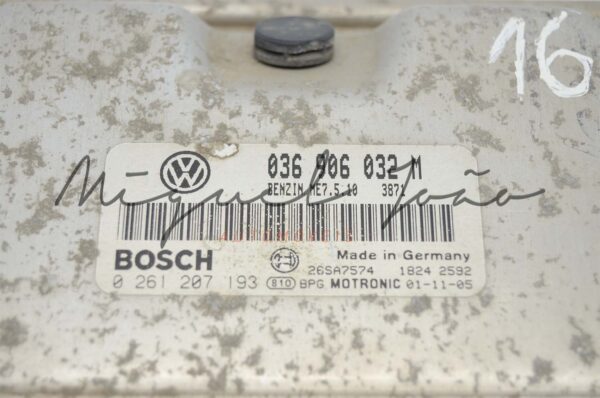 16
036 906 032 M
BENZIN ME7.5.10 3871
Miguel João
BOSCH
Made in Germany
26SA7574 1824 2592
0 261 207 193 810 BPG MOTRONIC 01-11-05